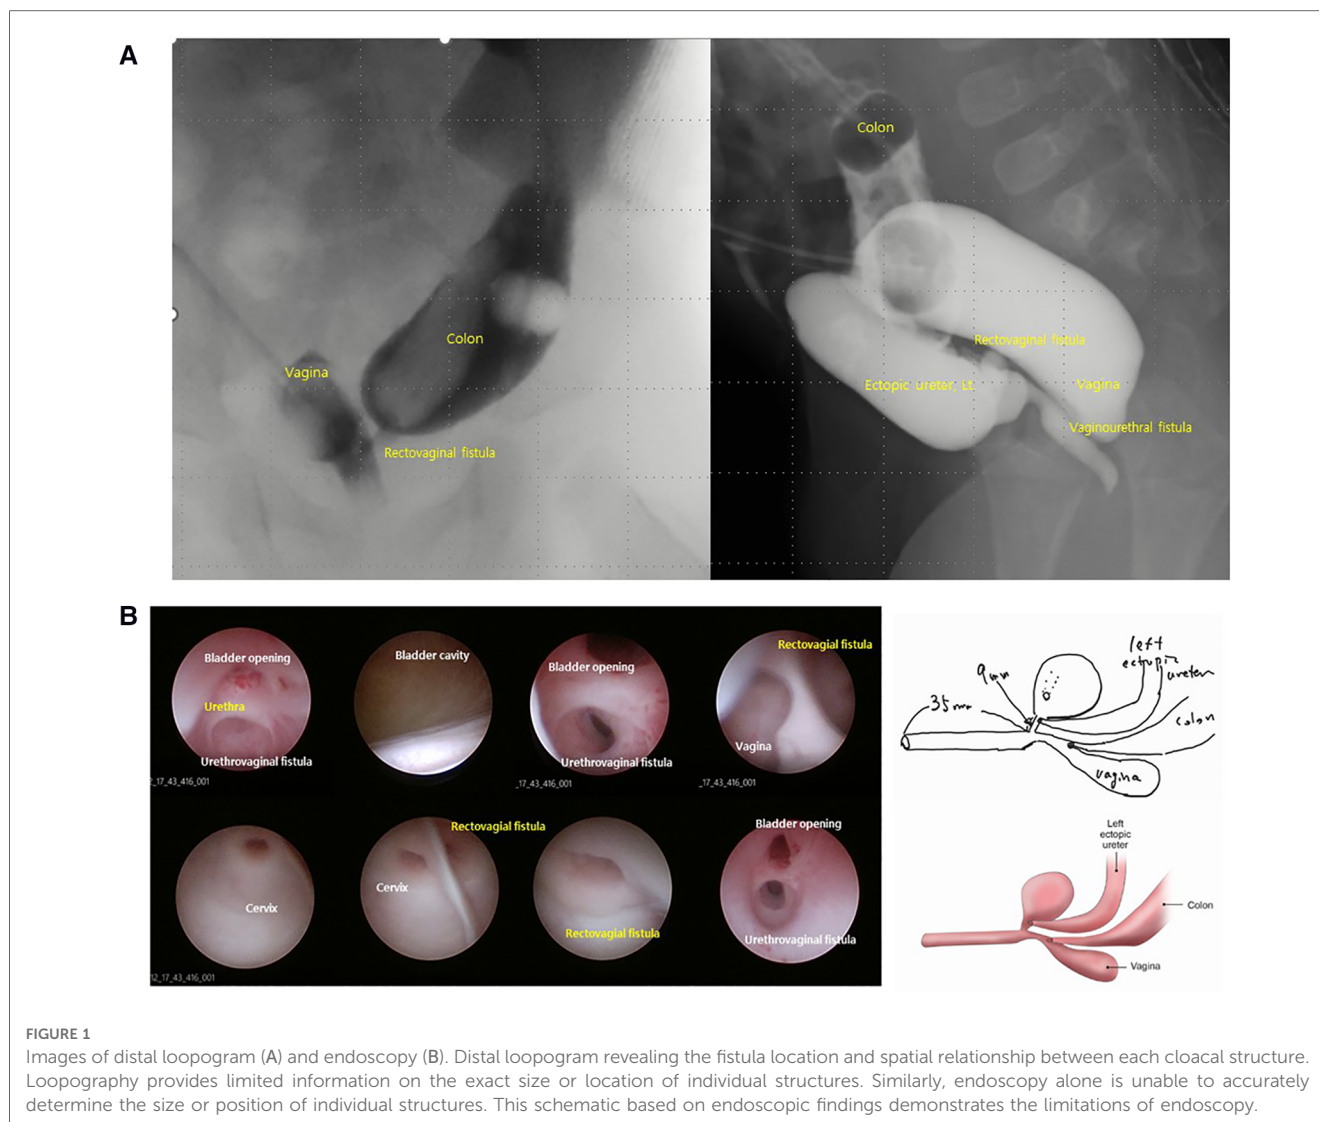 A
Colon
Vagina
Colon
Rectovaginal fistula
Rectovaginal fistula
Ectopic ureter, Lt.
Vagina
Vaginourethral fistula
B
Bladder opening
Urethra
Urethrovaginal fistula
2_17_43_416_001
Bladder cavity
Bladder opening
Urethrovaginal fistula
_17_43_416_001
Rectovagial fistula
Vagina
_17_43_416_001
left
ectopic
ureter
9mm
35mm
colon
vagina
Cervix
12_17_43_416_001
Rectovagial fistula
Cervix
Rectovagial fistula
Bladder opening
Urethrovaginal fistula
Left
ectopic
ureter
Colon
Vagina
FIGURE 1
Images of distal loopogram (A) and endoscopy (B). Distal loopogram revealing the fistula location and spatial relationship between each cloacal structure.
Loopography provides limited information on the exact size or location of individual structures. Similarly, endoscopy alone is unable to accurately
determine the size or position of individual structures. This schematic based on endoscopic findings demonstrates the limitations of endoscopy.